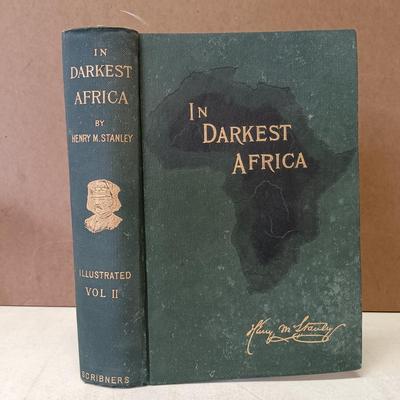 IN
DARKEST
AFRICA
BY
HENRY M. STANLEY
ILLUSTRATED
VOL II
SCRIBNERS
IN
DARKEST
AFRICA
Henry M Stanley